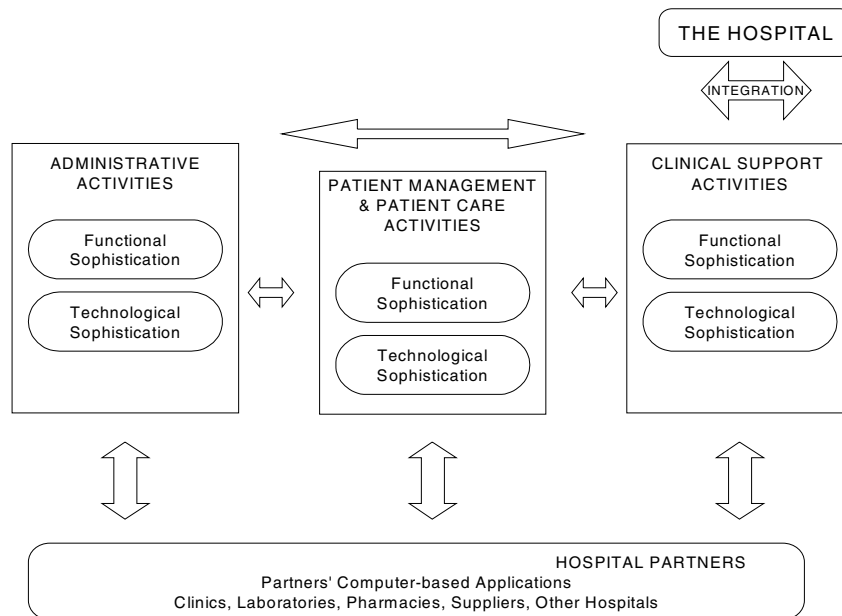 THE HOSPITAL
INTEGRATION
ADMINISTRATIVE
ACTIVITIES
Functional
Sophistication
Technological
Sophistication
PATIENT MANAGEMENT
& PATIENT CARE
ACTIVITIES
Functional
Sophistication
Technological
Sophistication
CLINICAL SUPPORT
ACTIVITIES
Functional
Sophistication
Technological
Sophistication
HOSPITAL PARTNERS
Partners' Computer-based Applications
Clinics, Laboratories, Pharmacies, Suppliers, Other Hospitals